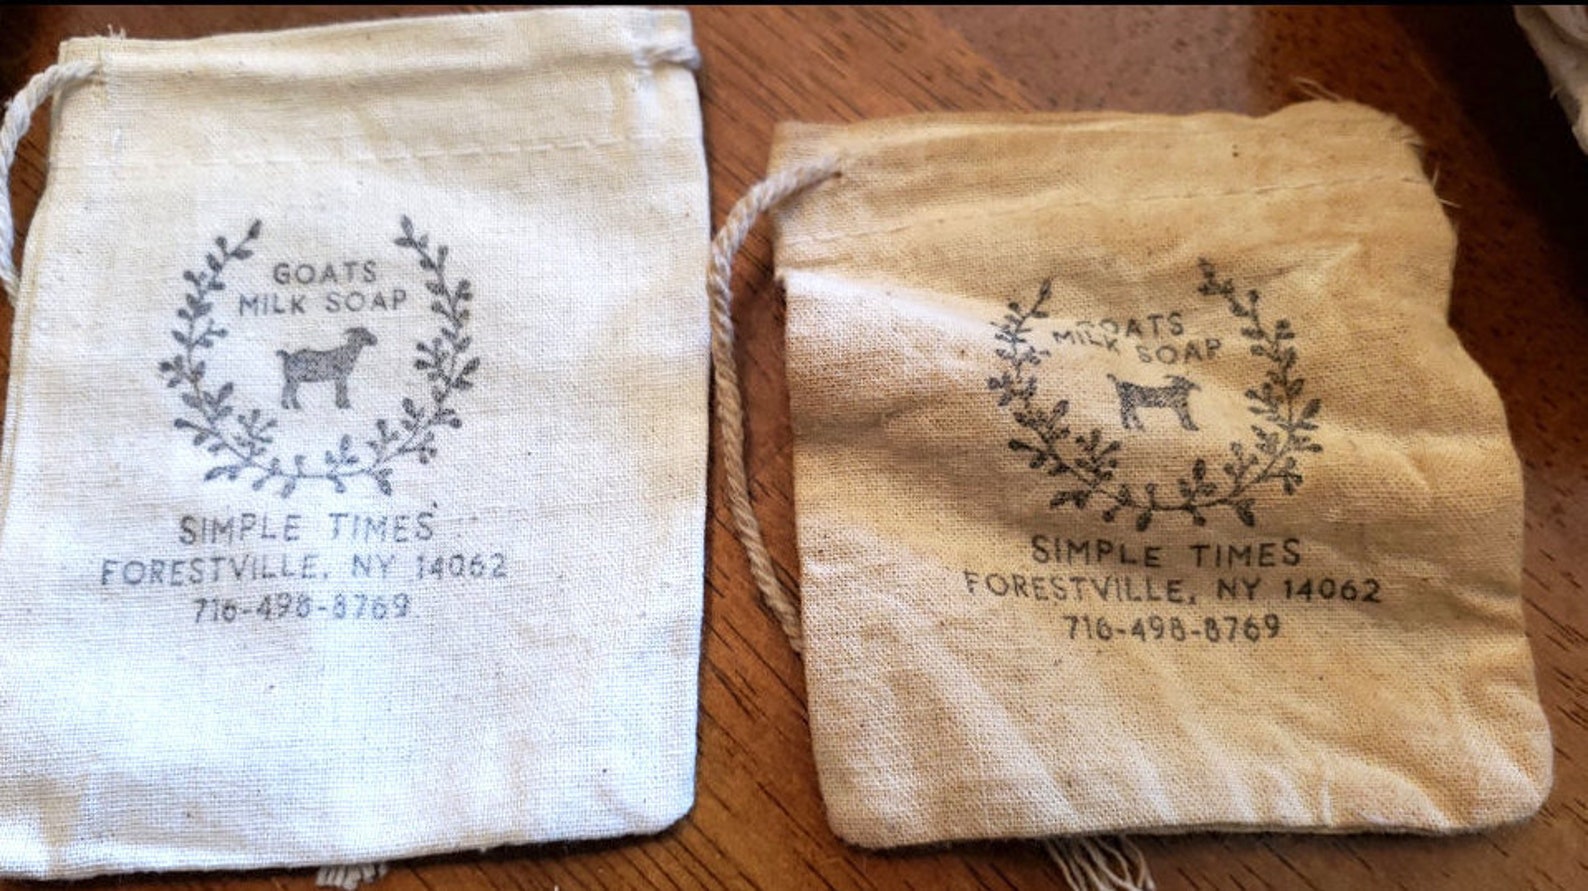 GOATS
MILK SOAP
SIMPLE TIMES
FORESTVILLE, NY 14062
716-498-8769
MILK SOAP
SIMPLE TIMES
FORESTVILLE, NY 14062
716-498-8769